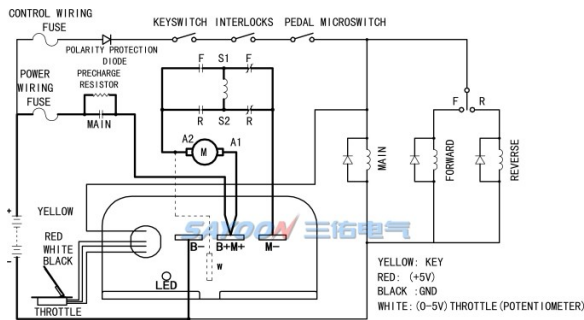 CONTROL WIRING
FUSE
KEYSWITCH INTERLOCKS PEDAL MICROSWITCH
POLARITY PROTECTION
DIODE
POWER
WIRING
FUSE
PRECHARGE
RESISTOR
MAIN
F S1 F
R S2 R
A2 M A1
F R
MAIN
FORWARD
REVERSE
+
-
YELLOW
RED
WHITE
BLACK
THROTTLE
SAYOON 三佑电气
B- B+M+ M-
W
LED
YELLOW: KEY
RED: (+5V)
BLACK :GND
WHITE: (0-5V) THROTTLE(POTENTIOMETER)